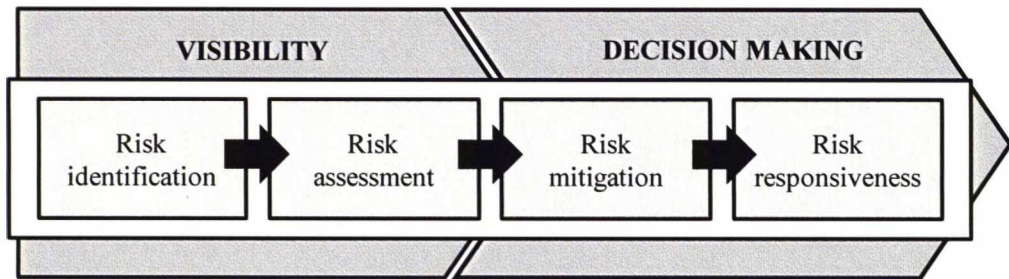 VISIBILITY
DECISION MAKING
Risk
identification
Risk
assessment
Risk
mitigation
Risk
responsiveness